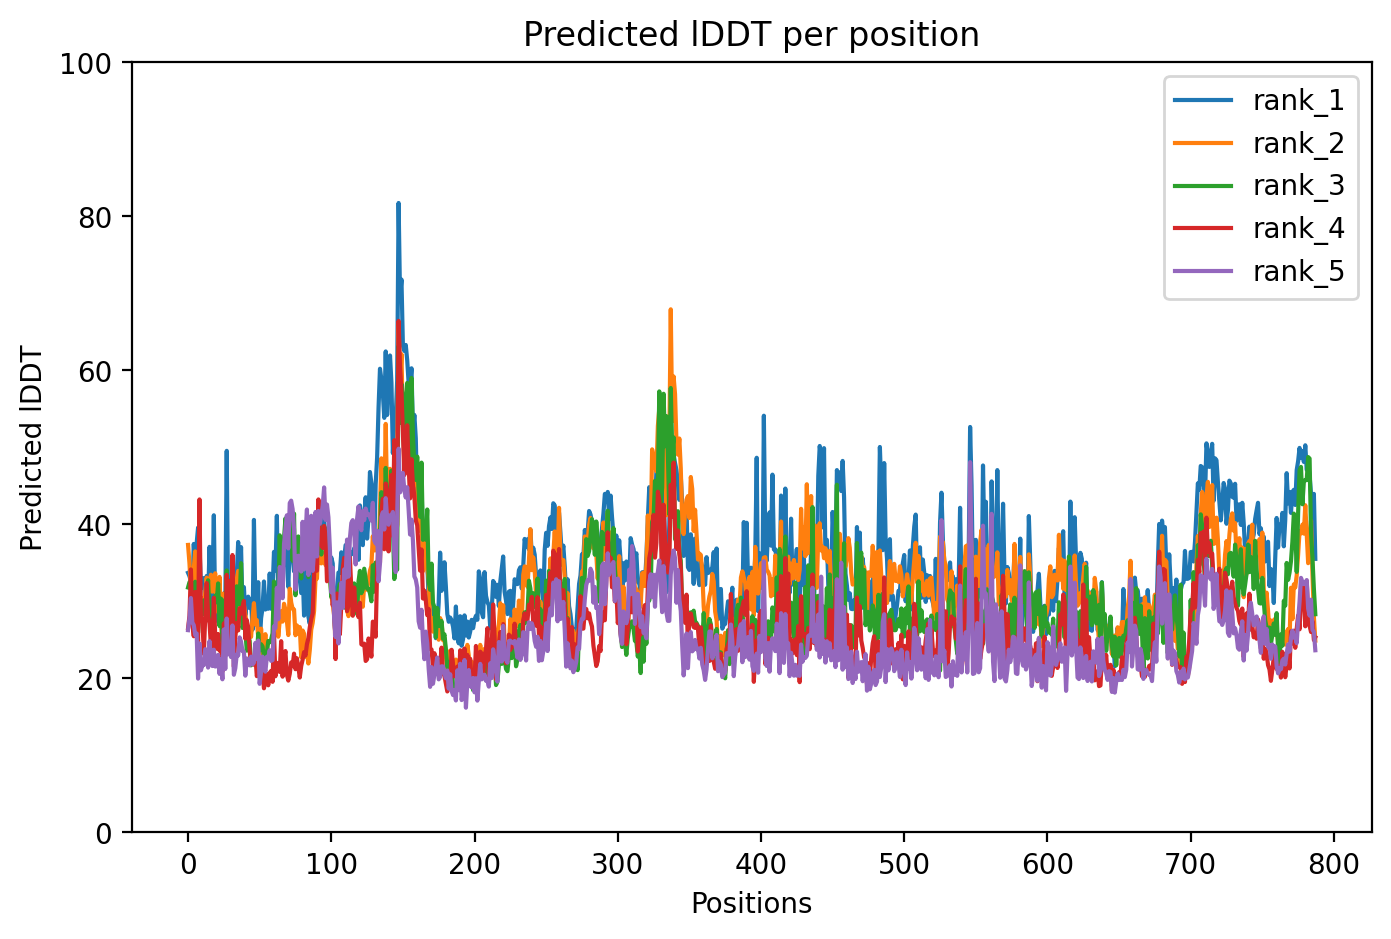 Predicted lDDT per position
100
80
60
40
20
0
Predicted lDDT
rank_1
rank_2
rank_3
rank_4
rank_5
0 100 200 300 400 500 600 700 800
Positions